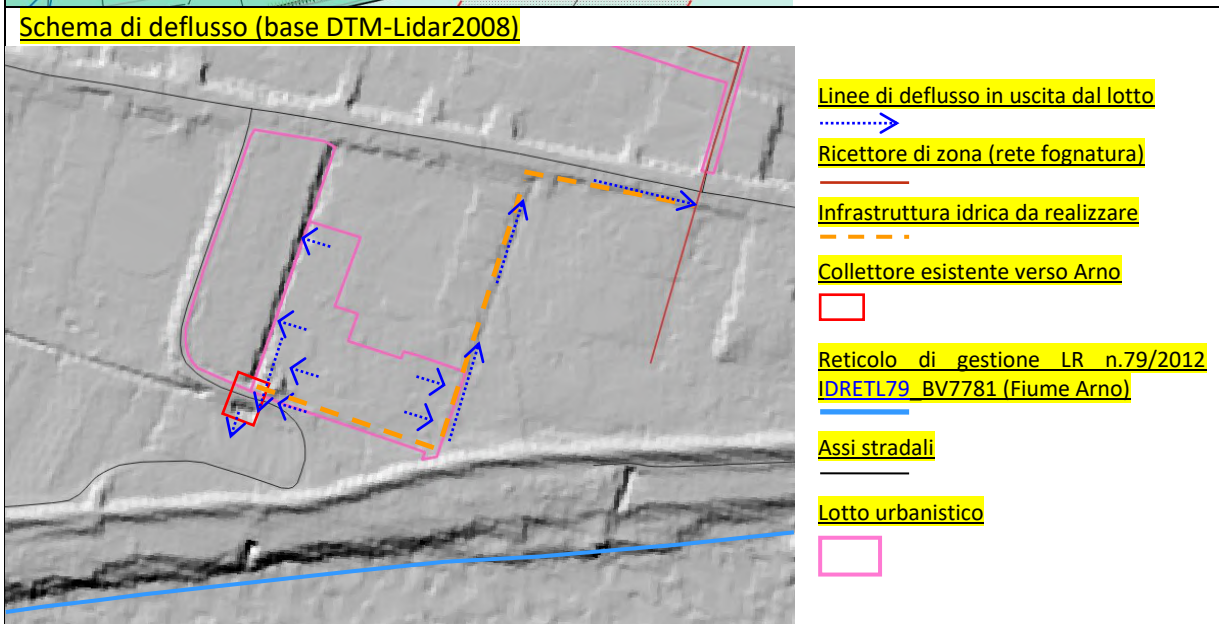 Schema di deflusso (base DTM-Lidar2008)
Linee di deflusso in uscita dal lotto
Ricettore di zona (rete fognatura)
Infrastruttura idrica da realizzare
Collettore esistente verso Arno
Reticolo di gestione LR n.79/2012
IDRETL79_BV7781 (Fiume Arno)
Assi stradali
Lotto urbanistico